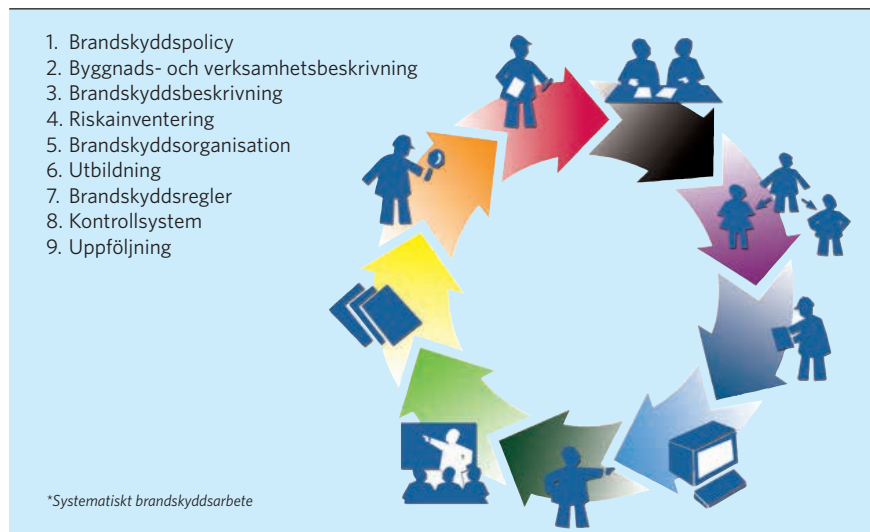 1. Brandskyddspolicy
2. Byggnads- och verksamhetsbeskrivning
3. Brandskyddsbeskrivning
4. Riskainventering
5. Brandskyddsorganisation
6. Utbildning
7. Brandskyddsregler
8. Kontrollsystem
9. Uppföljning
*Systematiskt brandskyddsarbete